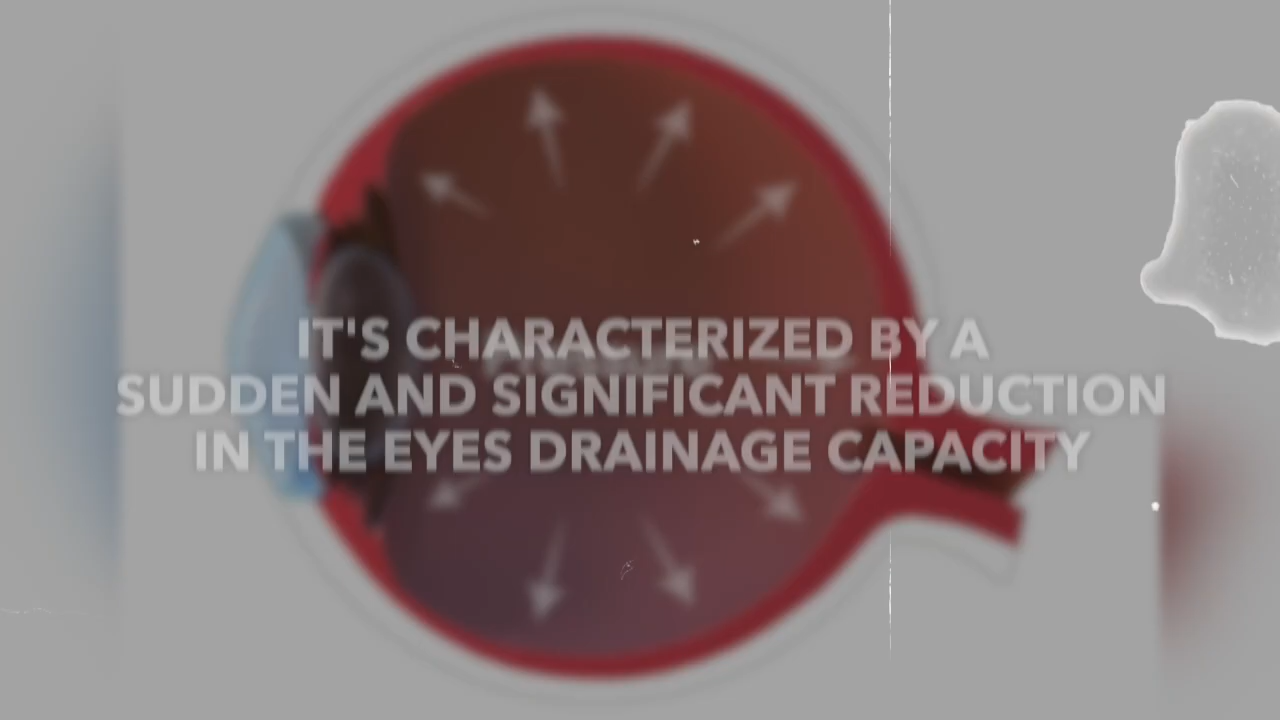 IT'S CHARACTERIZED BY A
SUDDEN AND SIGNIFICANT REDUCTION
IN THE EYES DRAINAGE CAPACITY